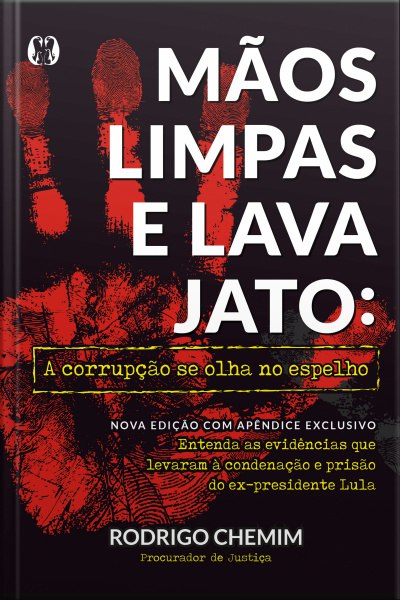 MÃOS
LIMPAS
E LAVA
JATO:
A corrupção se olha no espelho
NOVA EDIÇÃO COM APÊNDICE EXCLUSIVO
Entenda as evidências que
levaram à condenação e prisão
do ex-presidente Lula
RODRIGO CHEMIM
Procurador de Justiça